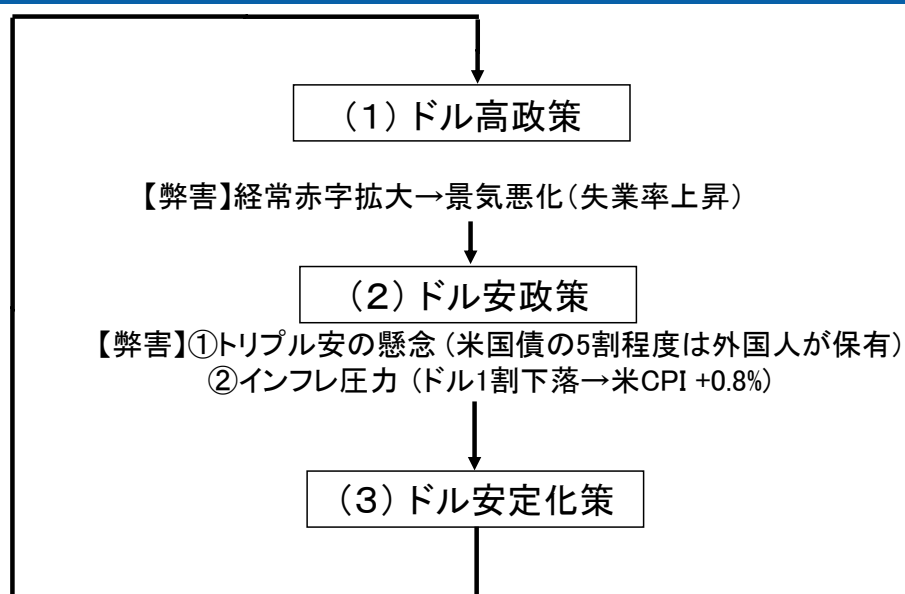 （１）ドル高政策
【弊害】経常赤字拡大→景気悪化（失業率上昇）
（２）ドル安政策
【弊害】①トリプル安の懸念（米国債の5割程度は外国人が保有）
②インフレ圧力（ドル1割下落→米CPI +0.8%）
（３）ドル安定化策